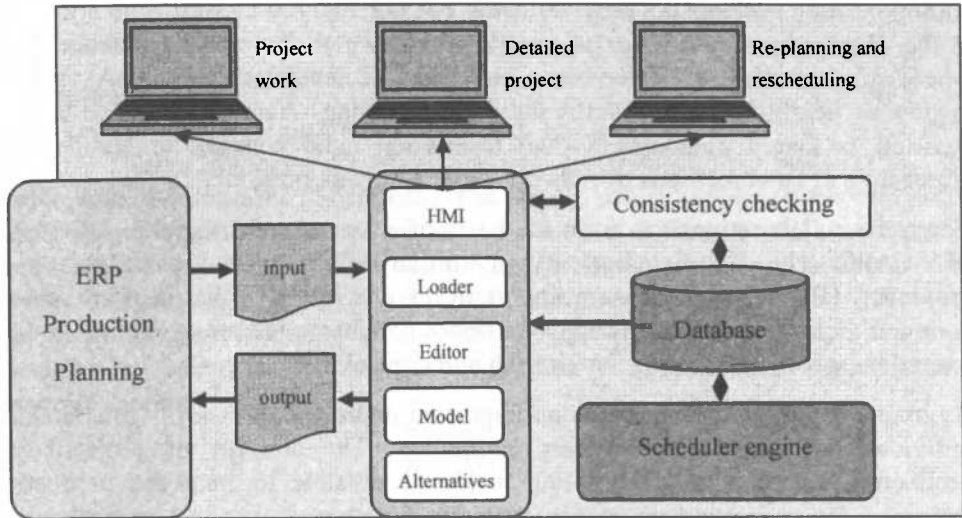 Project
work
Detailed
project
Re-planning and
rescheduling
ERP
Production
Planning
input
output
HMI
Loader
Editor
Model
Alternatives
Consistency checking
Database
Scheduler engine